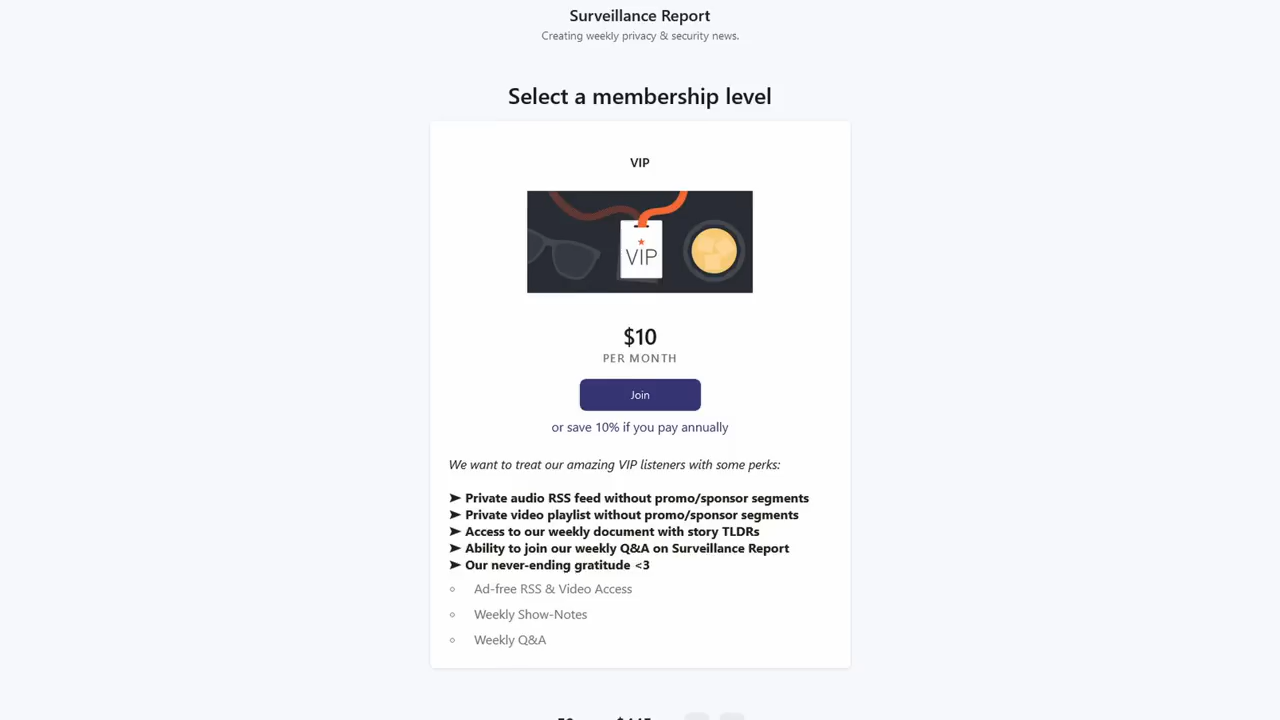 Surveillance Report
Creating weekly privacy & security news.
Select a membership level
VIP
VIP
$10
PER MONTH
Join
or save 10% if you pay annually
We want to treat our amazing VIP listeners with some perks:
➤ Private audio RSS feed without promo/sponsor segments
➤ Private video playlist without promo/sponsor segments
➤ Access to our weekly document with story TLDRs
➤ Ability to join our weekly Q&A on Surveillance Report
➤ Our never-ending gratitude <3
Ad-free RSS & Video Access
Weekly Show-Notes
Weekly Q&A